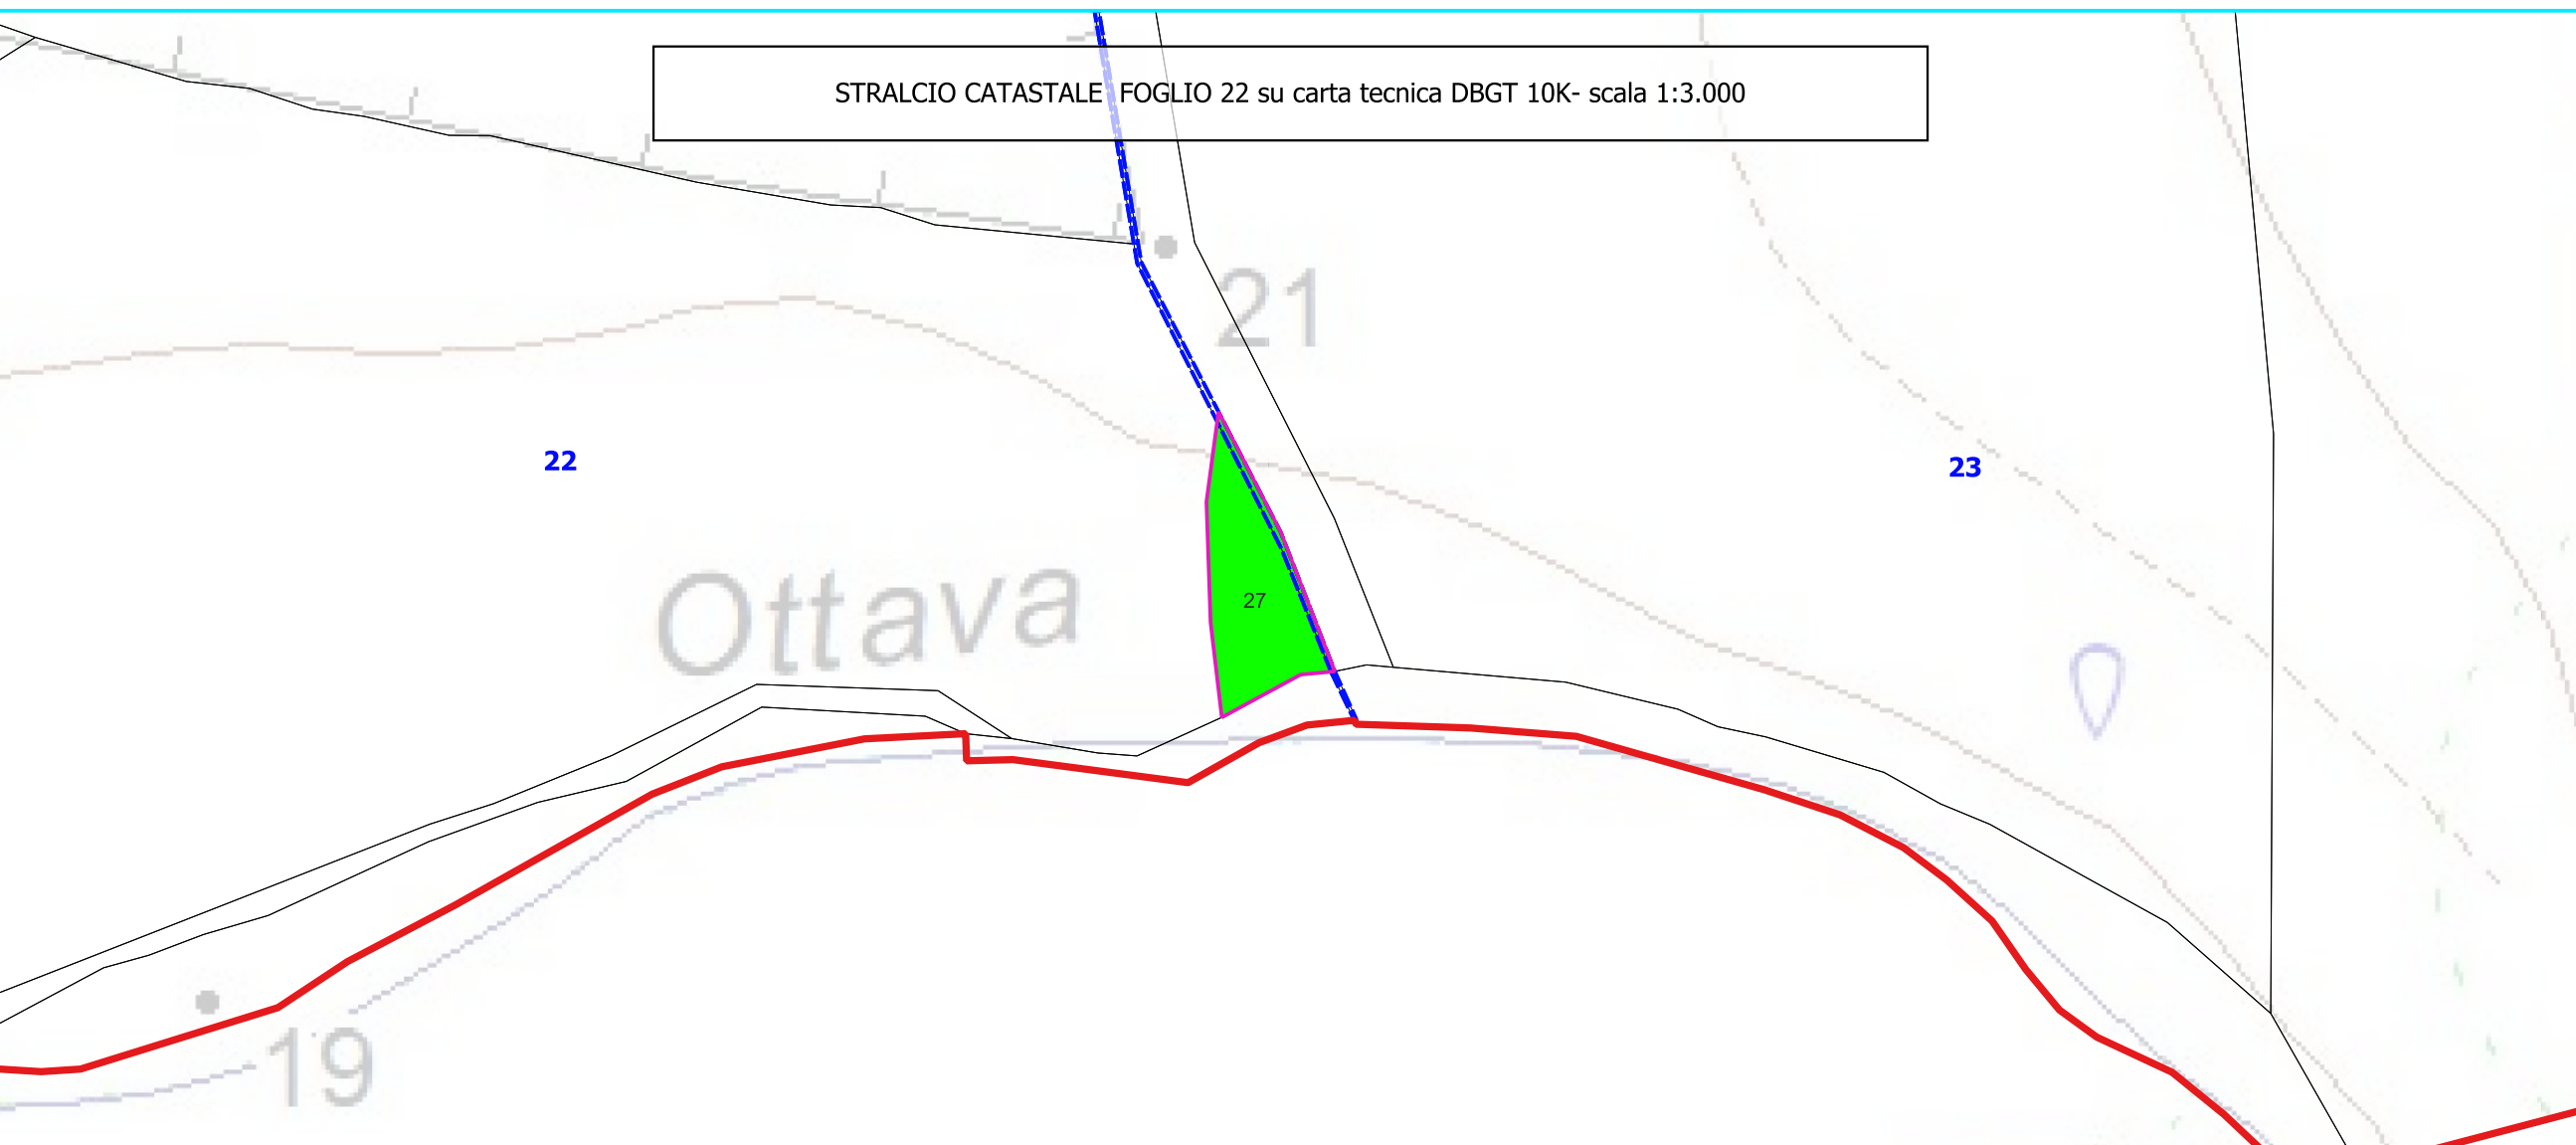 STRALCIO CATASTALE FOGLIO 22 su carta tecnica DBGT 10K- scala 1:3.000
21
22
23
Ottava
27
19